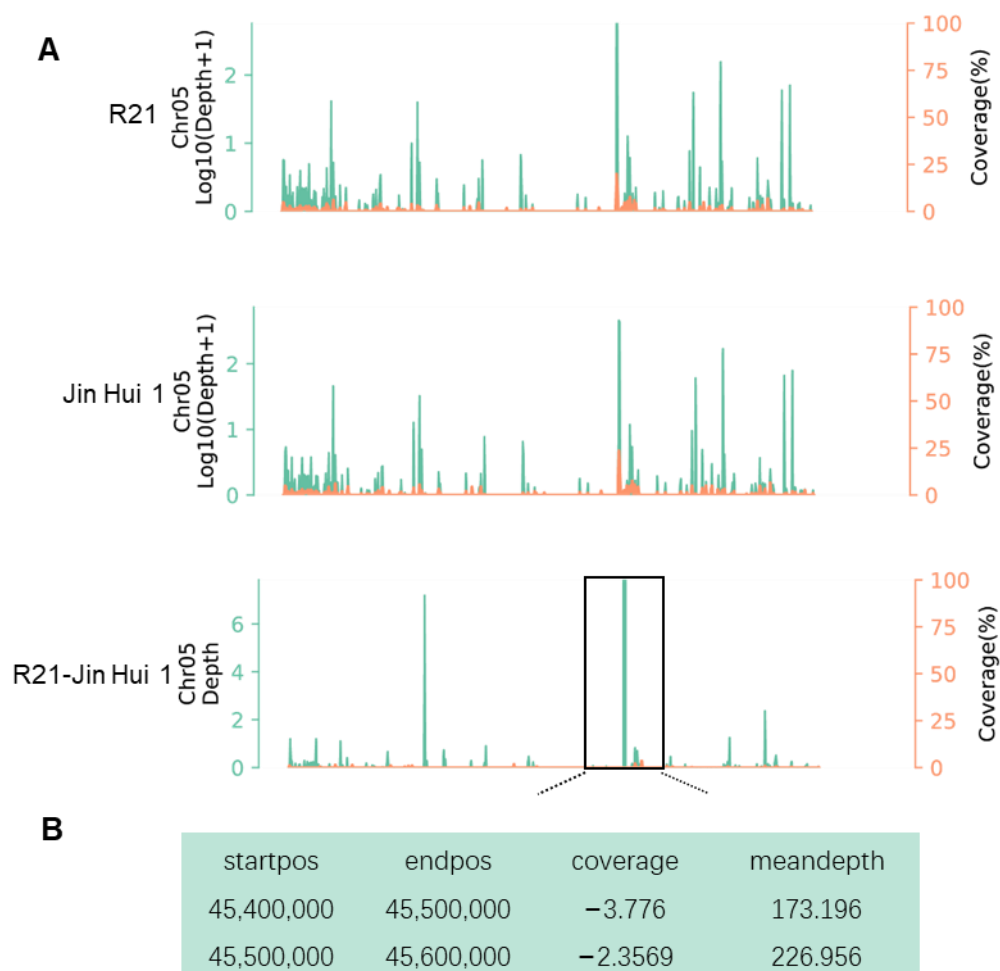 A
R21
Chr05
Log10(Depth+1)
2
1
0
100
75
50
25
0
Coverage(%)
Jin Hui 1
Chr05
Log10(Depth+1)
2
1
0
100
75
50
25
0
Coverage(%)
R21-Jin Hui 1
Chr05
Depth
6
4
2
0
100
75
50
25
0
Coverage(%)
B
startpos endpos coverage meandepth
45,400,000 45,500,000 −3.776 173.196
45,500,000 45,600,000 −2.3569 226.956